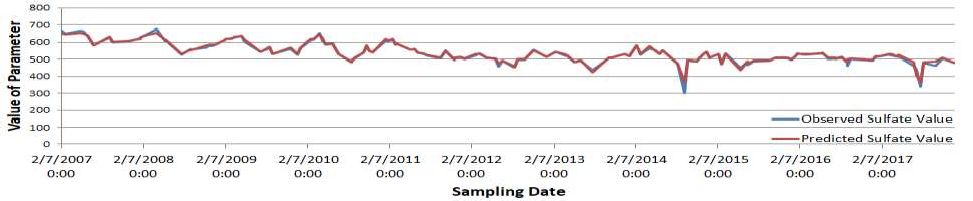 800
700
600
500
400
300
200
100
0
Value of Parameter
Observed Sulfate Value
Predicted Sulfate Value
2/7/2007 2/7/2008 2/7/2009 2/7/2010 2/7/2011 2/7/2012 2/7/2013 2/7/2014 2/7/2015 2/7/2016 2/7/2017
0:00 0:00 0:00 0:00 0:00 0:00 0:00 0:00 0:00 0:00 0:00
Sampling Date